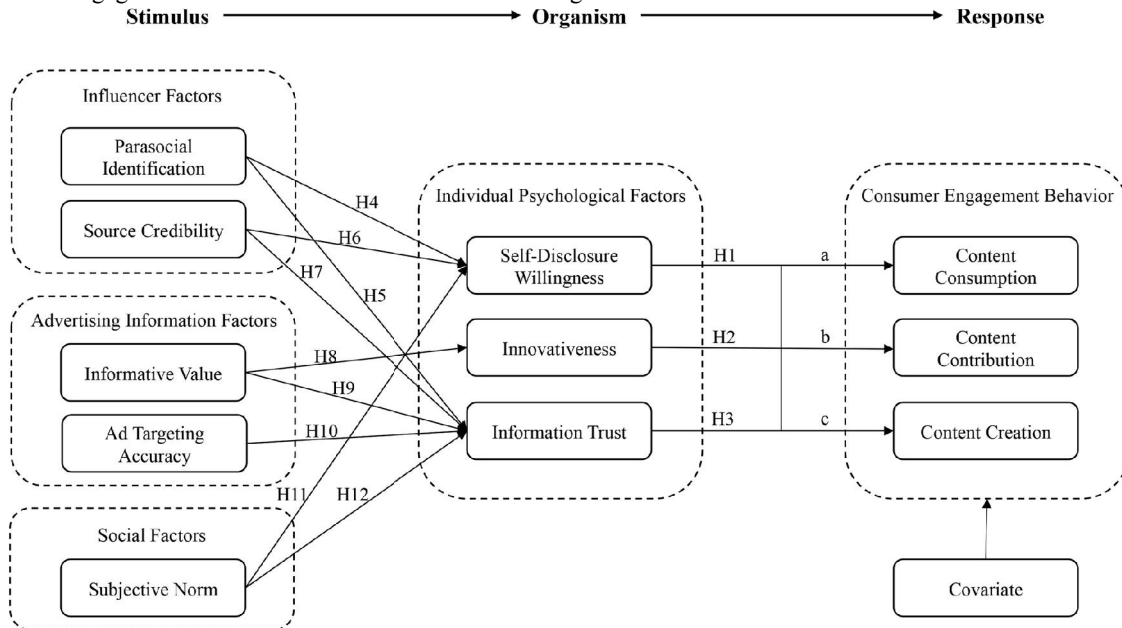 Stimulus
Organism
Response
Influencer Factors
Parasocial
Identification
Source Credibility
Advertising Information Factors
Informative Value
Ad Targeting
Accuracy
Social Factors
Subjective Norm
H4
H6
H7
H5
H8
H9
H10
H11
H12
Individual Psychological Factors
Self-Disclosure
Willingness
Innovativeness
Information Trust
H1
a
H2
b
H3
c
Consumer Engagement Behavior
Content
Consumption
Content
Contribution
Content Creation
Covariate